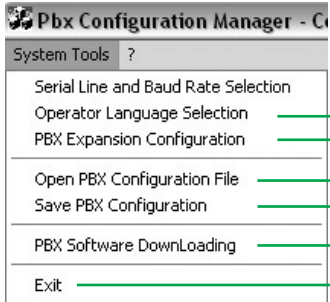 Pbx Configuration Manager - C
System Tools ?
Serial Line and Baud Rate Selection
Operator Language Selection
PBX Expansion Configuration
Open PBX Configuration File
Save PBX Configuration
PBX Software DownLoading
Exit